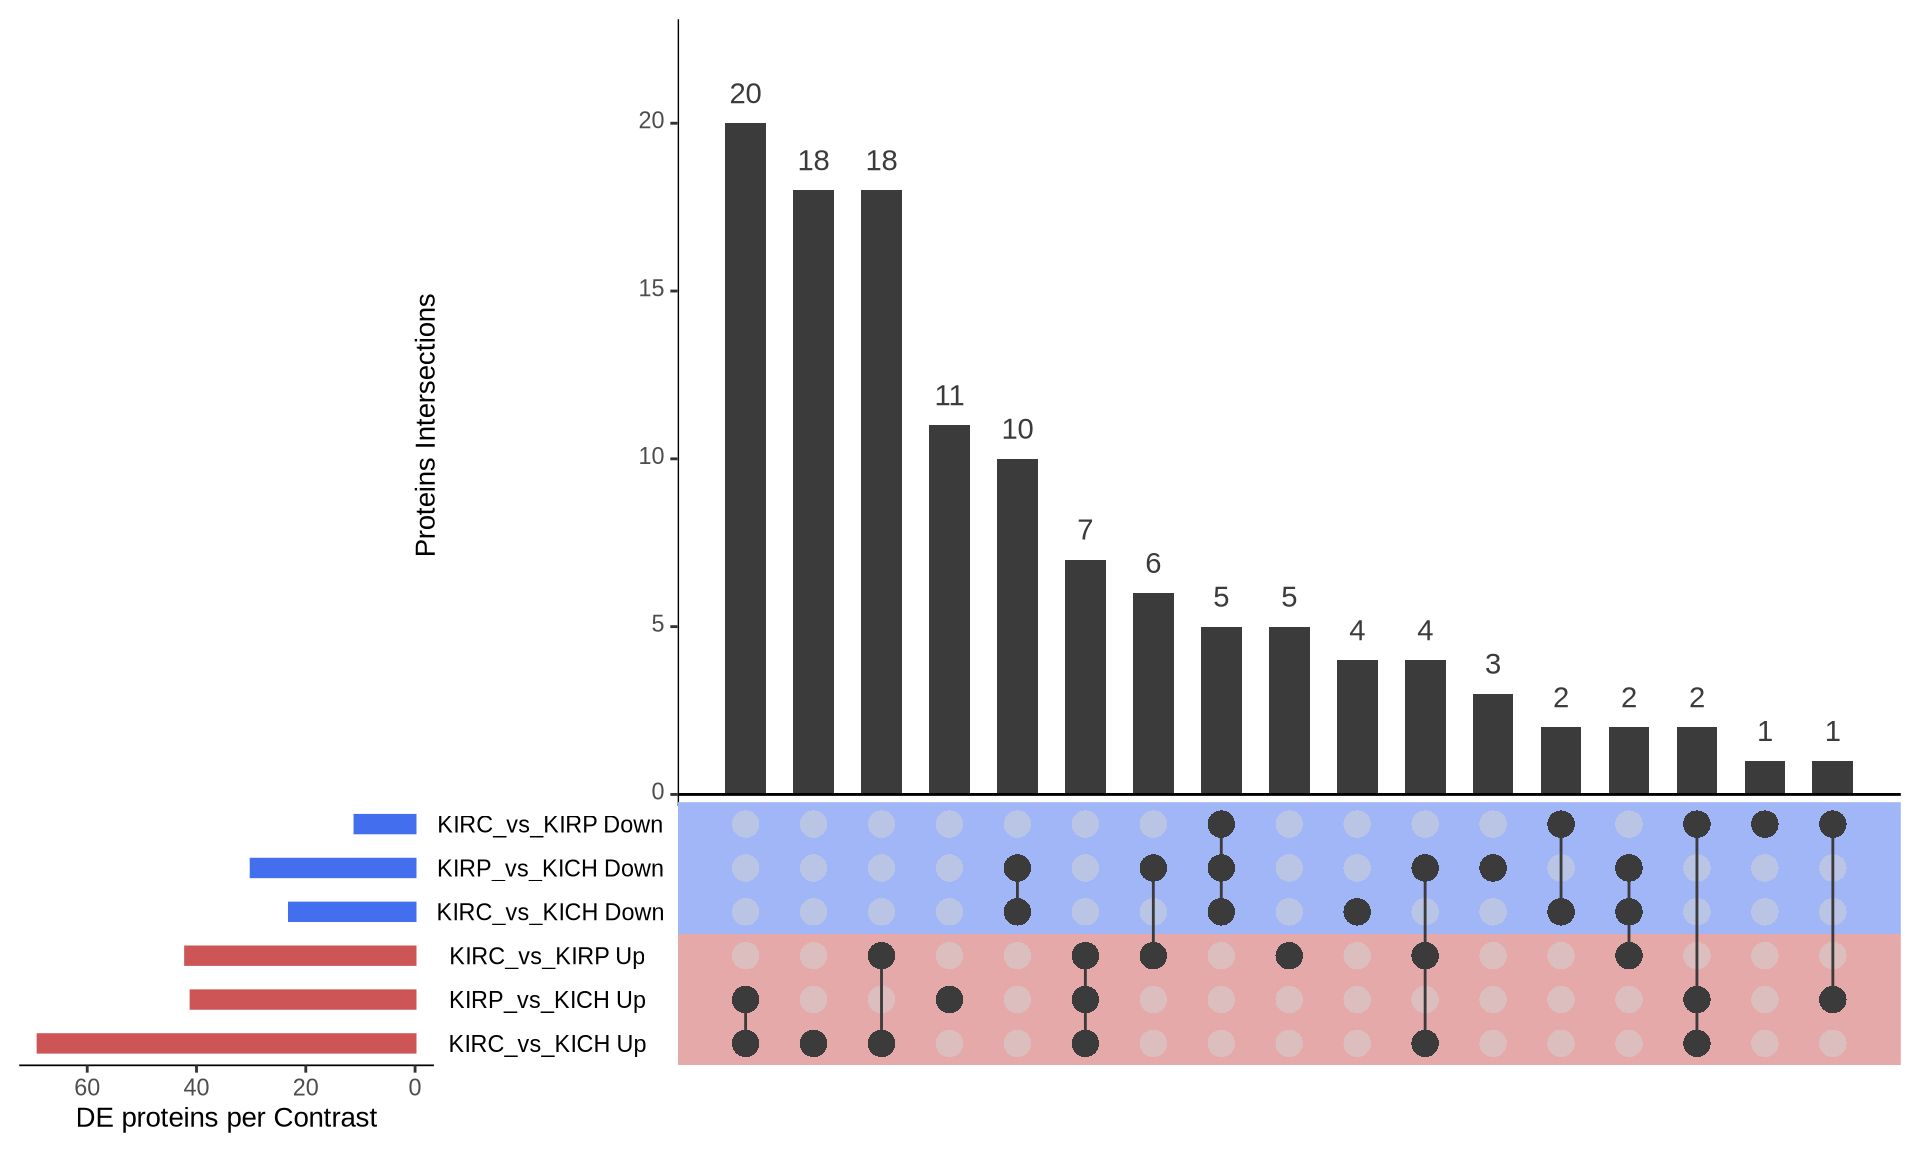 20
18
18
11
10
7
6
5
5
4
4
3
2
2
2
1
1
20
15
10
5
0
Proteins Intersections
KIRC_vs_KIRP Down
KIRP_vs_KICH Down
KIRC_vs_KICH Down
KIRC_vs_KIRP Up
KIRP_vs_KICH Up
KIRC_vs_KICH Up
60 40 20 0
DE proteins per Contrast